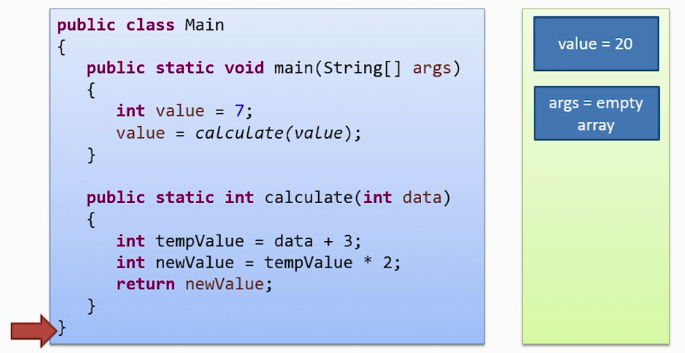 public class Main
{
public static void main(String[] args)
{
int value = 7;
value = calculate(value);
}
public static int calculate(int data)
{
int tempValue = data + 3;
int newValue = tempValue * 2;
return newValue;
}
}
value = 20
args = empty
array